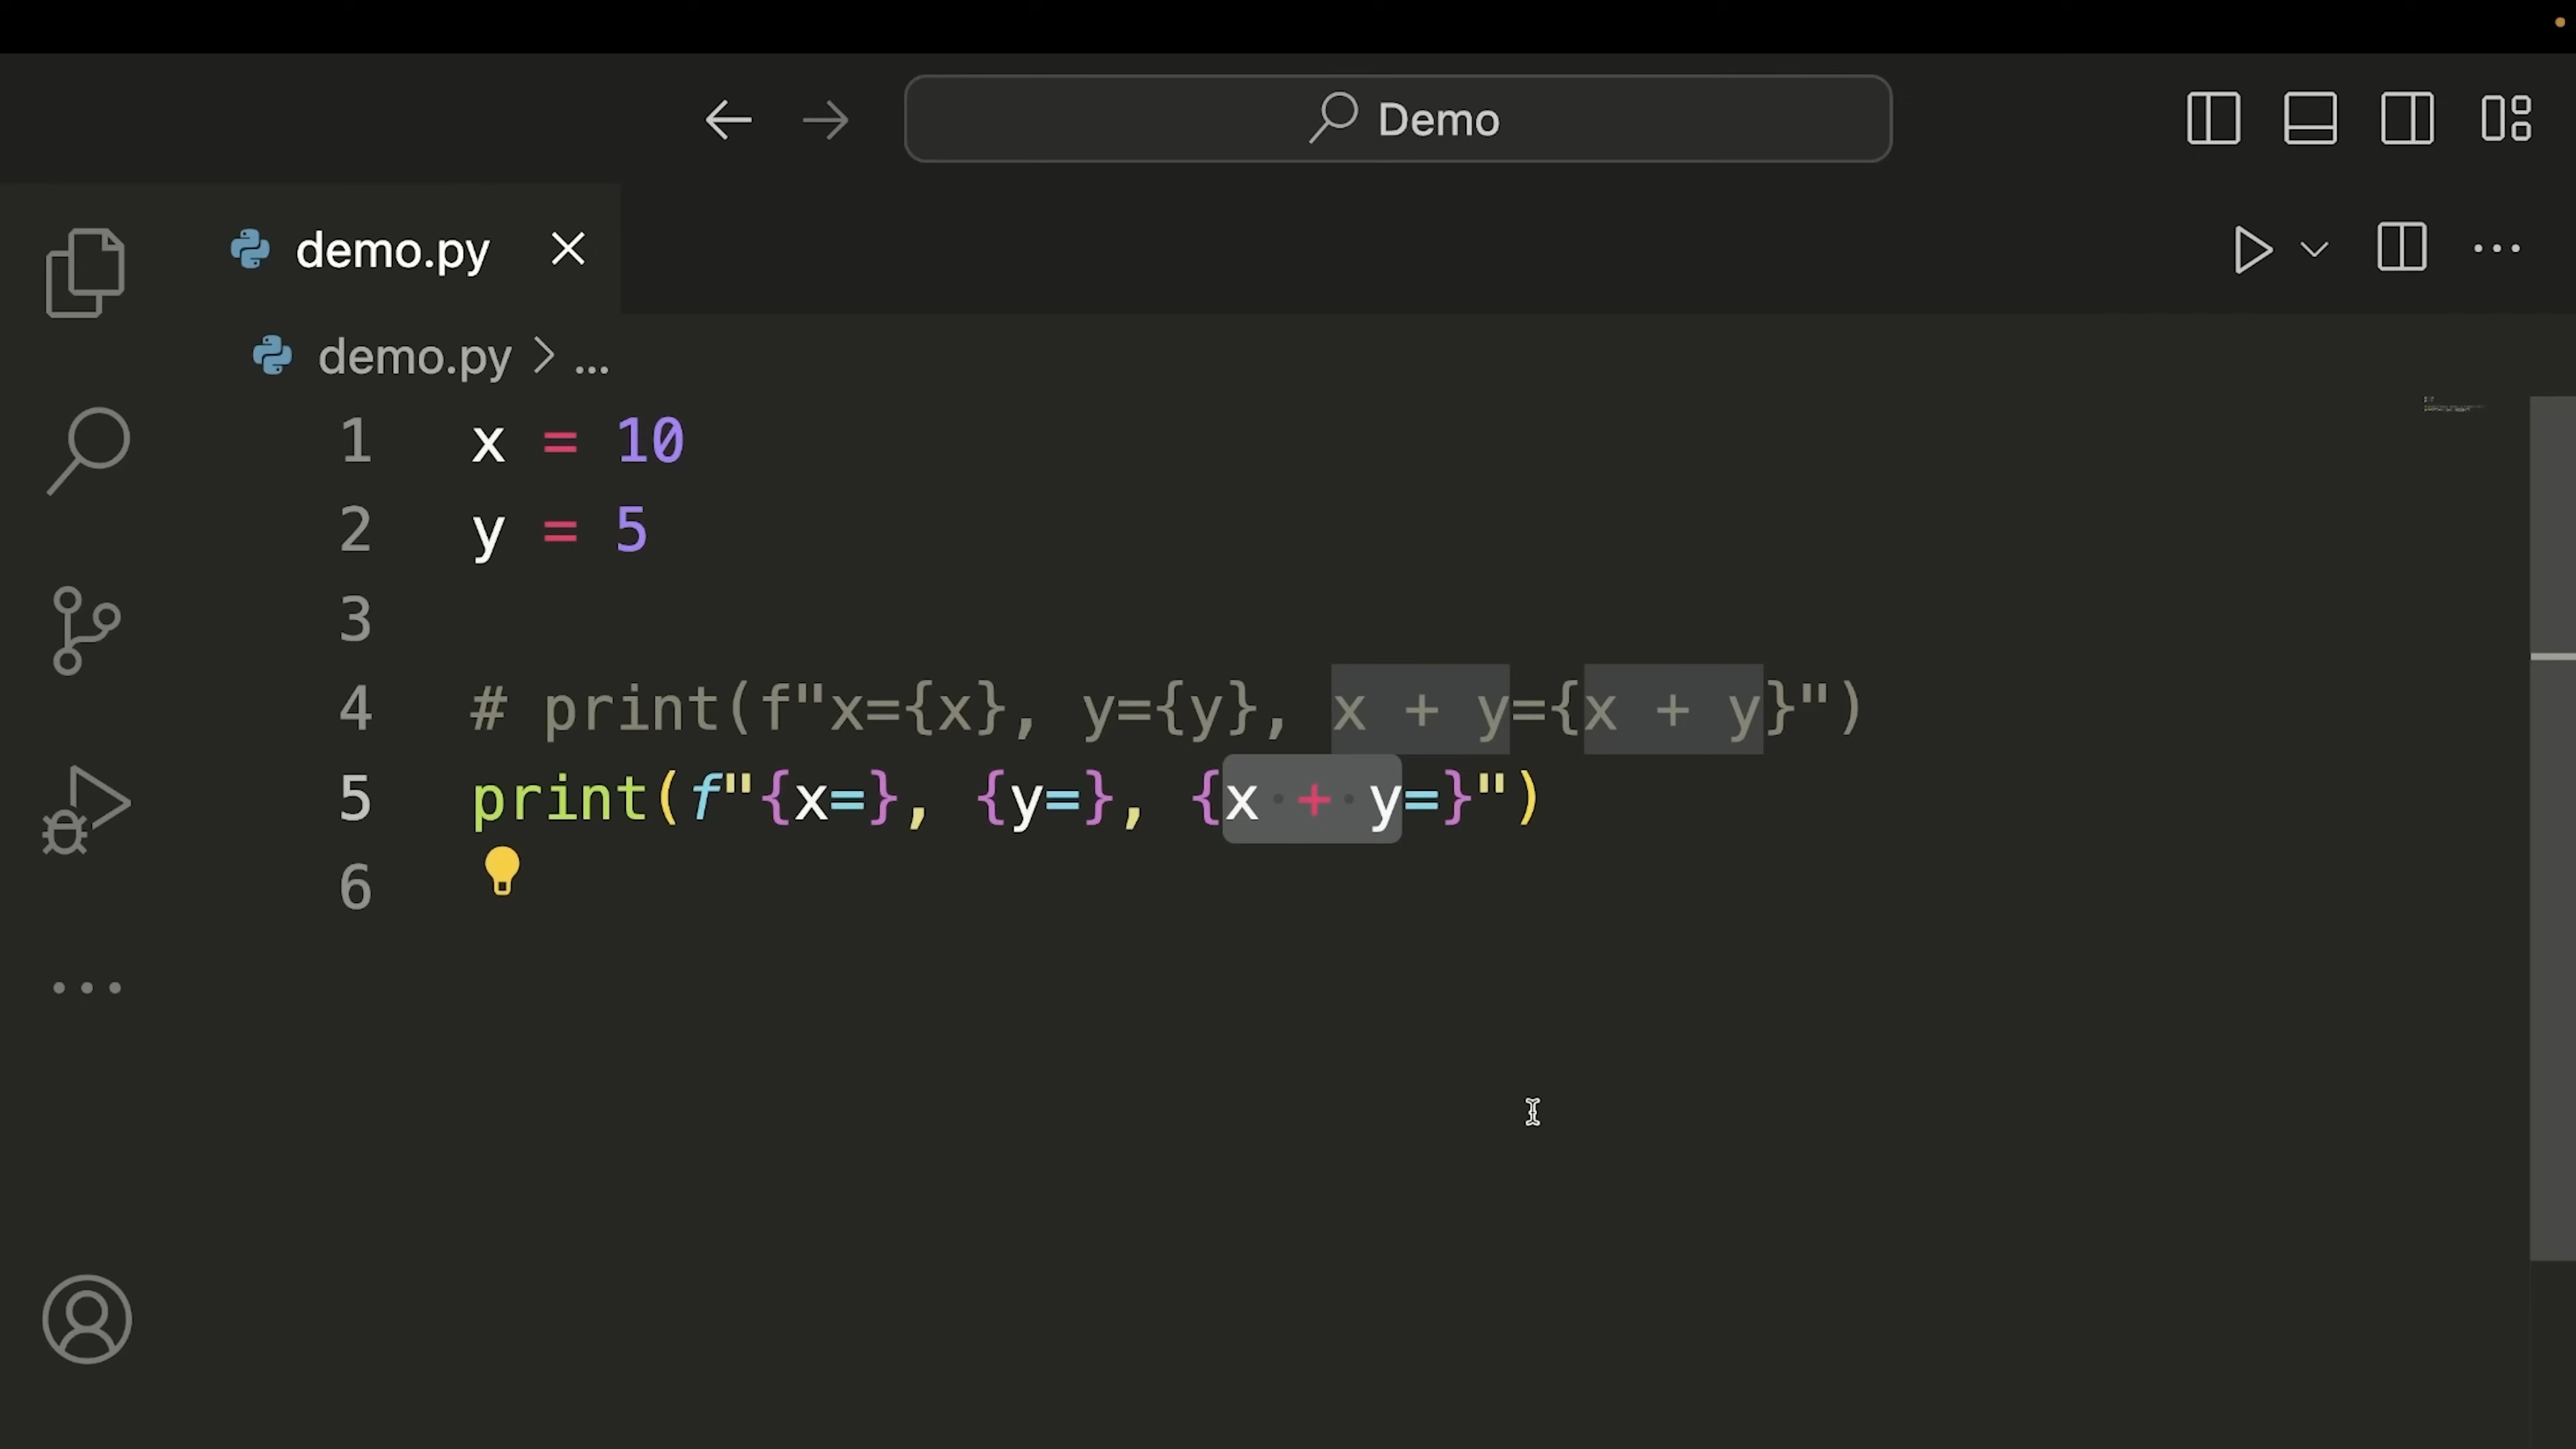 Demo
demo.py
demo.py > ...
1 x = 10
2 y = 5
3
4 # print(f"x={x}, y={y}, x + y={x + y}")
5 print(f"{x=}, {y=}, {x + y=}")
6